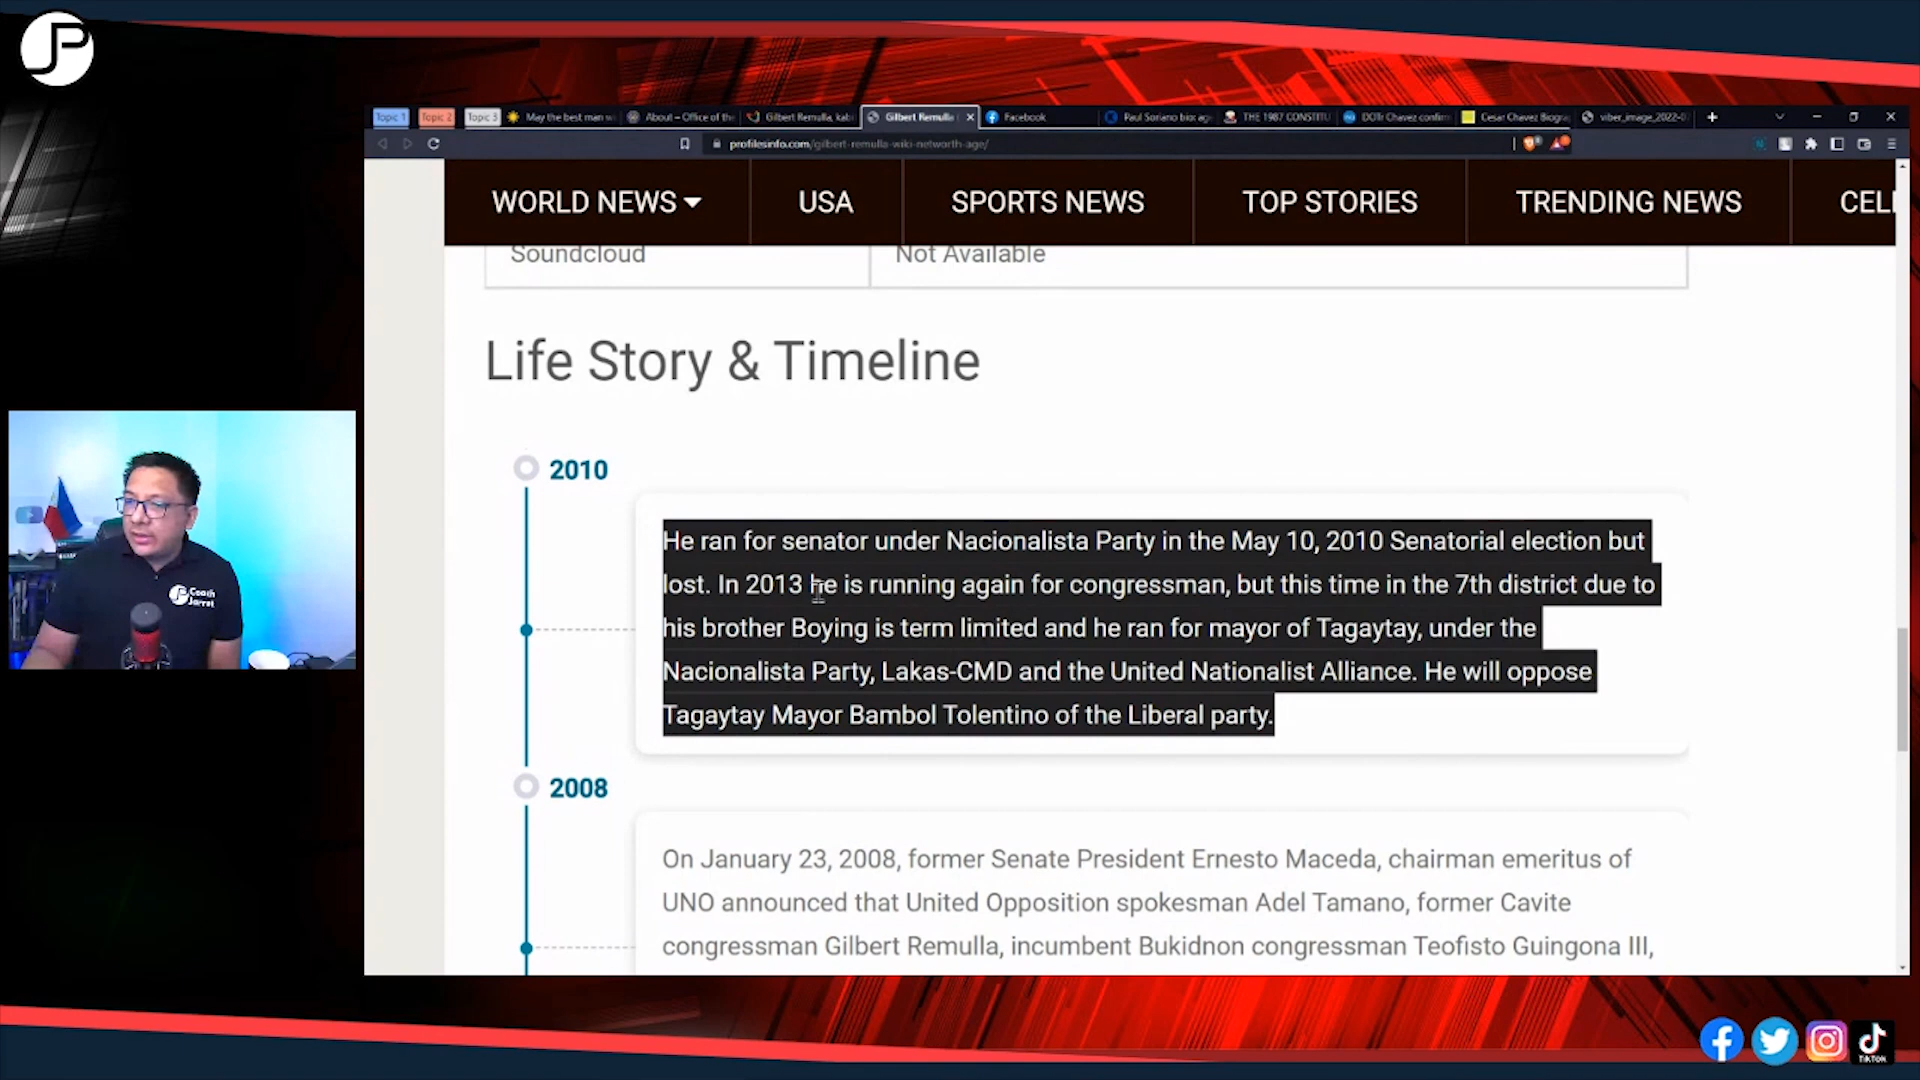 JP
Topic 1 Topic 2 Topic 3 May the best man w About – Office of the Gilbert Remulla, kab Gilbert Remulla ( Facebook Paul Soriano bio: ag THE 1987 CONSTITU DOTr Chavez confirm Cesar Chavez Biogra viber_image_2022-0
profilesinfo.com/gilbert-remulla-wiki-networth-age/
WORLD NEWS USA SPORTS NEWS TOP STORIES TRENDING NEWS CEL
Soundcloud Not Available
Life Story & Timeline
2010
He ran for senator under Nacionalista Party in the May 10, 2010 Senatorial election but
lost. In 2013 he is running again for congressman, but this time in the 7th district due to
his brother Boying is term limited and he ran for mayor of Tagaytay, under the
Nacionalista Party, Lakas-CMD and the United Nationalist Alliance. He will oppose
Tagaytay Mayor Bambol Tolentino of the Liberal party.
2008
On January 23, 2008, former Senate President Ernesto Maceda, chairman emeritus of
UNO announced that United Opposition spokesman Adel Tamano, former Cavite
congressman Gilbert Remulla, incumbent Bukidnon congressman Teofisto Guingona III,
Coach
Jarret
TIKTOK